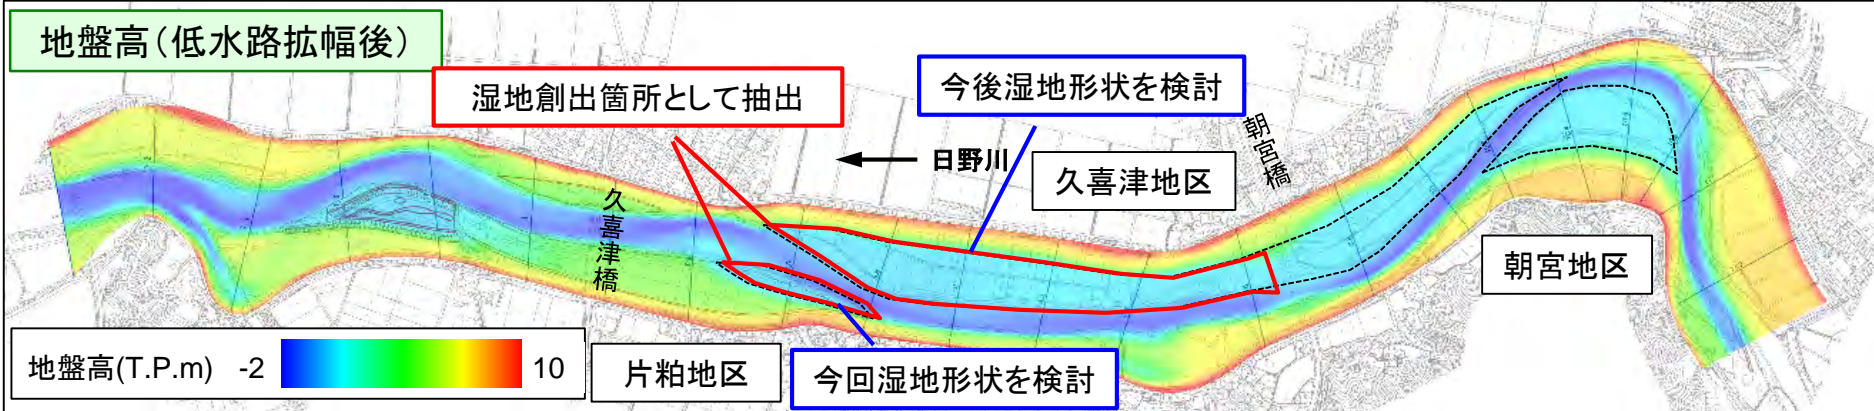 地盤高(低水路拡幅後)
湿地創出箇所として抽出
今後湿地形状を検討
日野川
久喜津地区
朝宮橋
久喜津橋
朝宮地区
地盤高(T.P.m) -2 10
片粕地区
今回湿地形状を検討